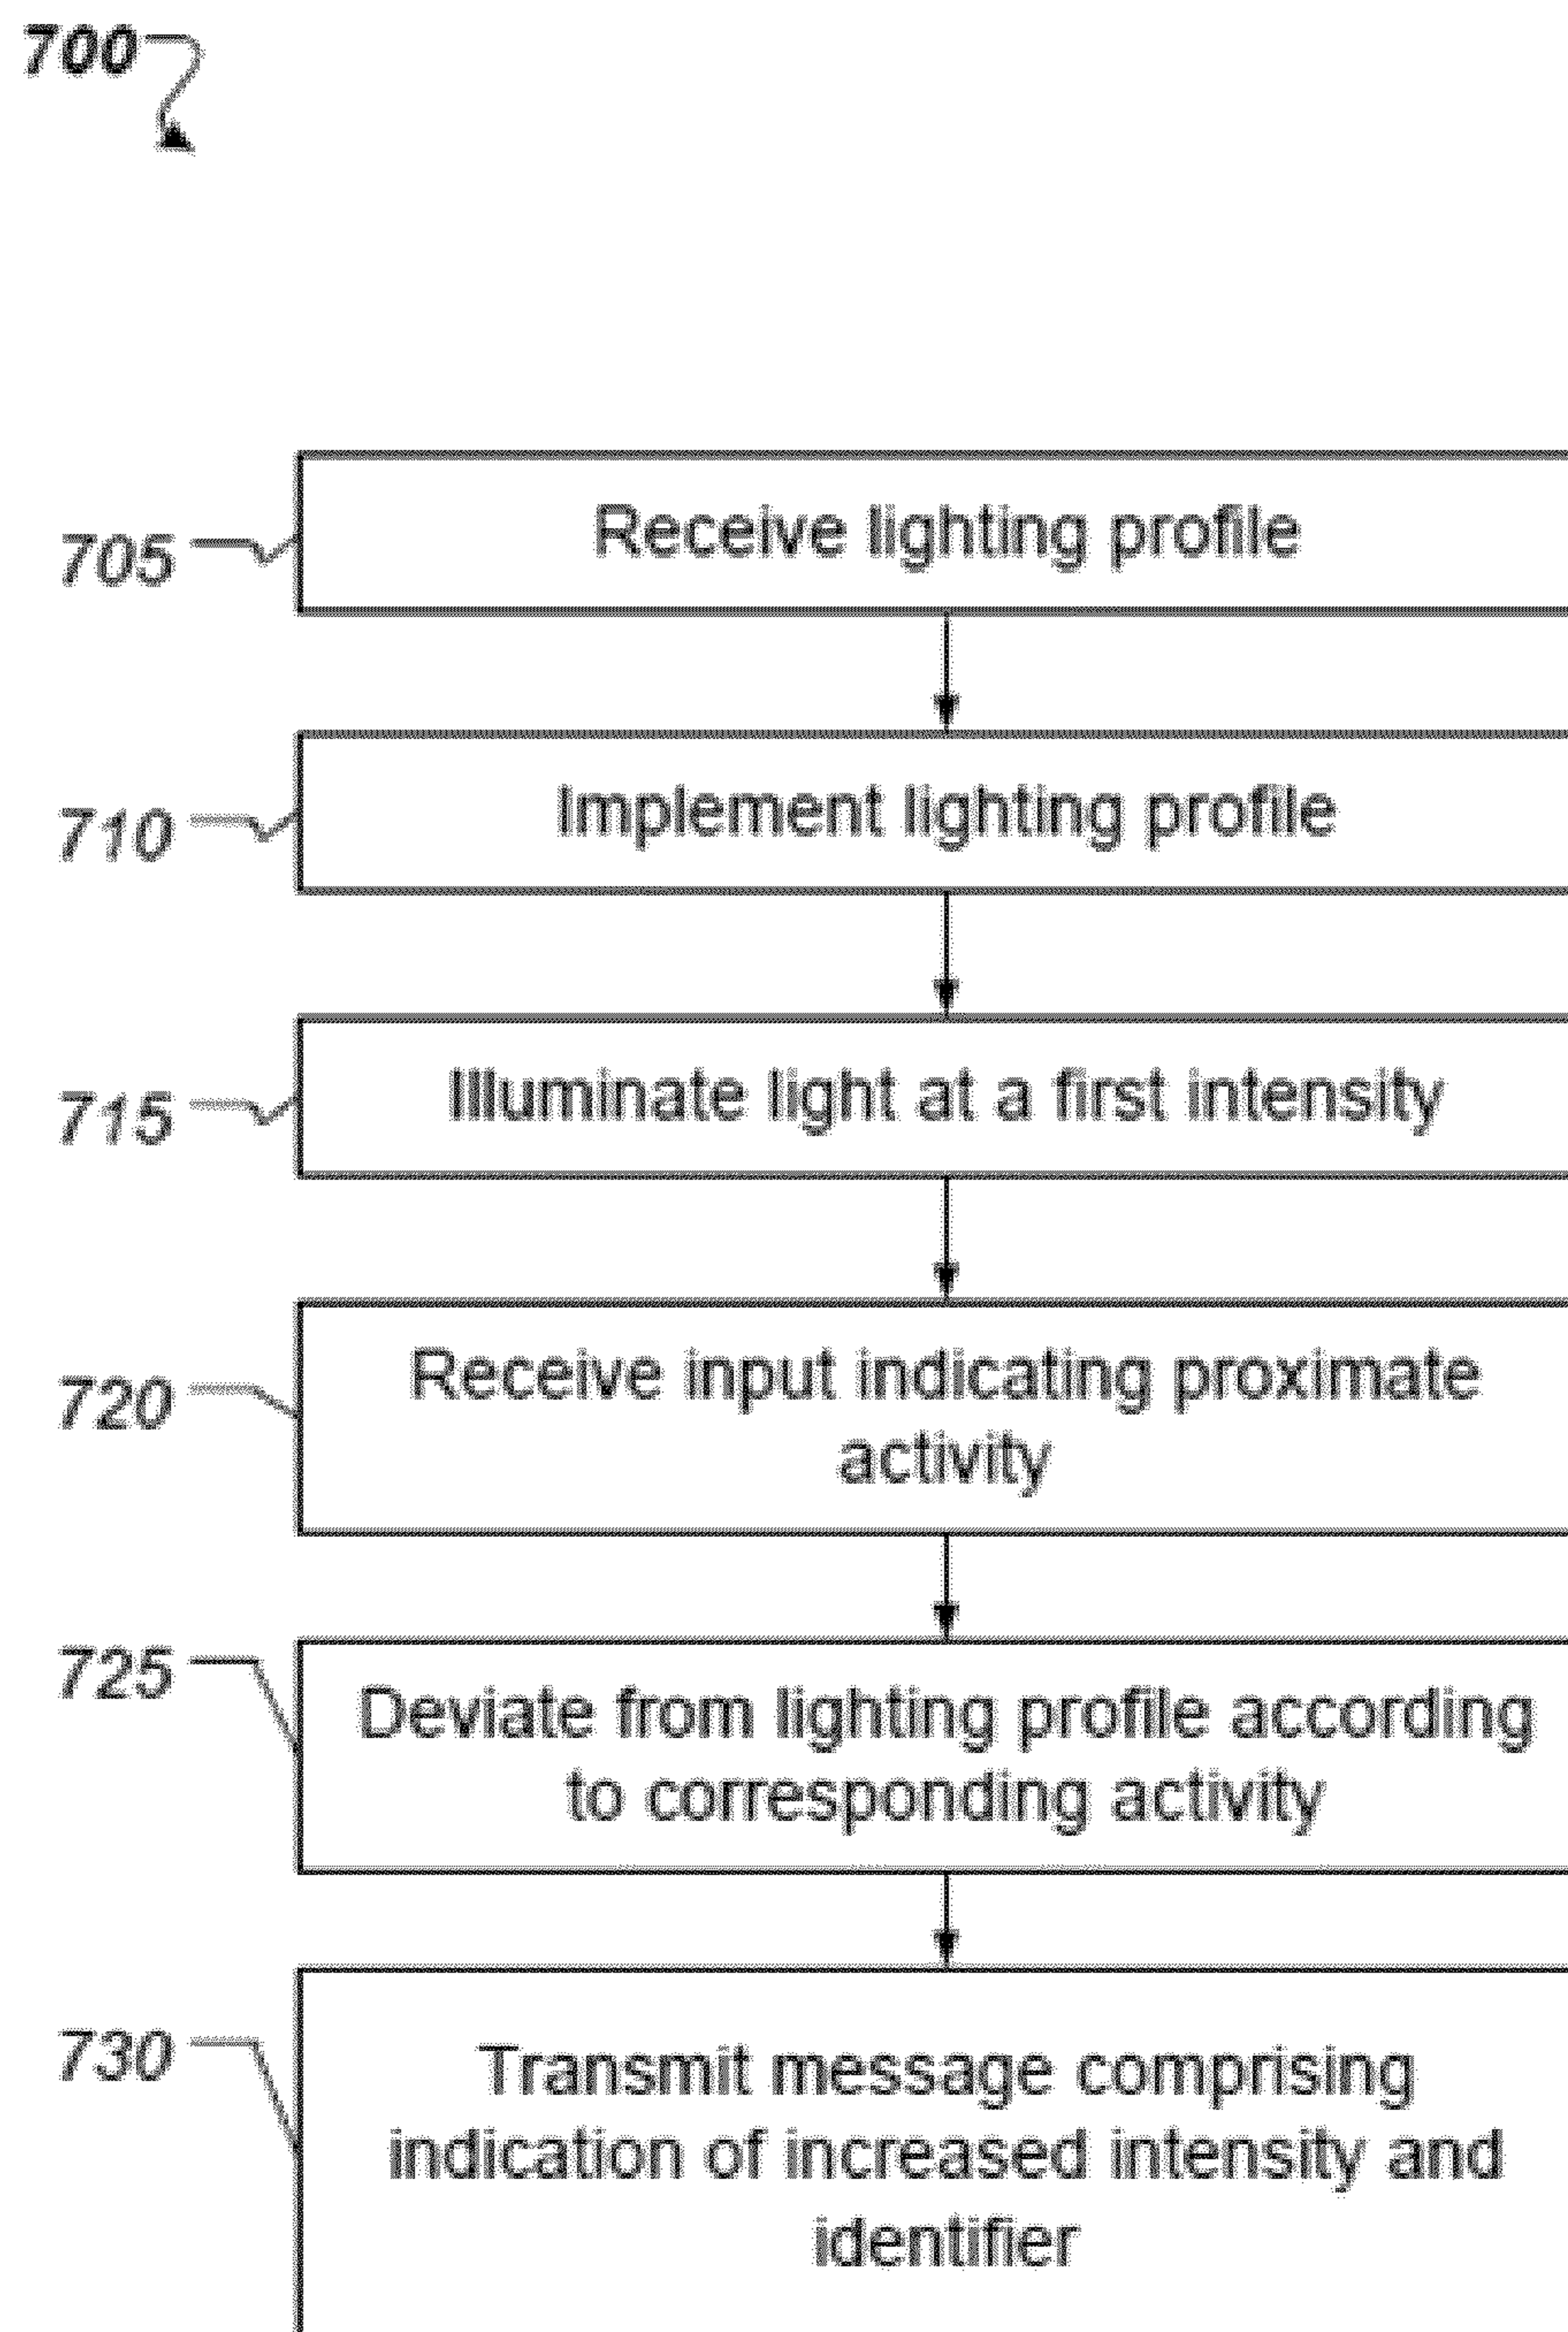 700
705
Receive lighting profile
710
Implement lighting profile
715
Illuminate light at a first intensity
720
Receive input indicating proximate
activity
725
Deviate from lighting profile according
to corresponding activity
730
Transmit message comprising
indication of increased intensity and
identifier